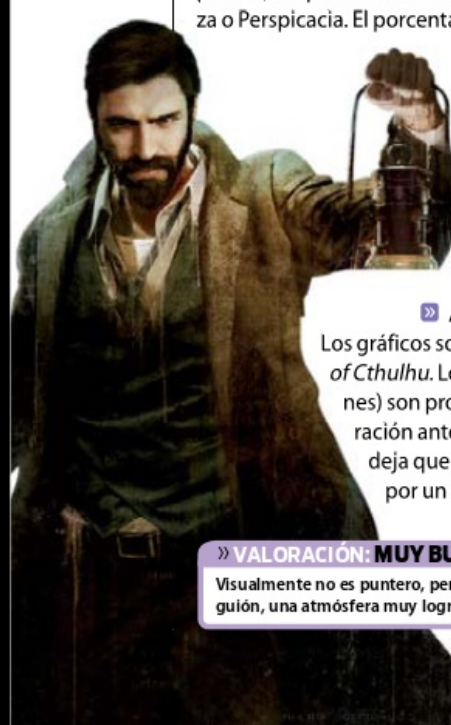 za o Perspicacia. El porcenta
Los gráficos so
of Cthulhu. Lo
nes) son pro
ración ante
deja que
por un
» VALORACIÓN: MUY BU
Visualmente no es puntero, per
guión, una atmósfera muy logr